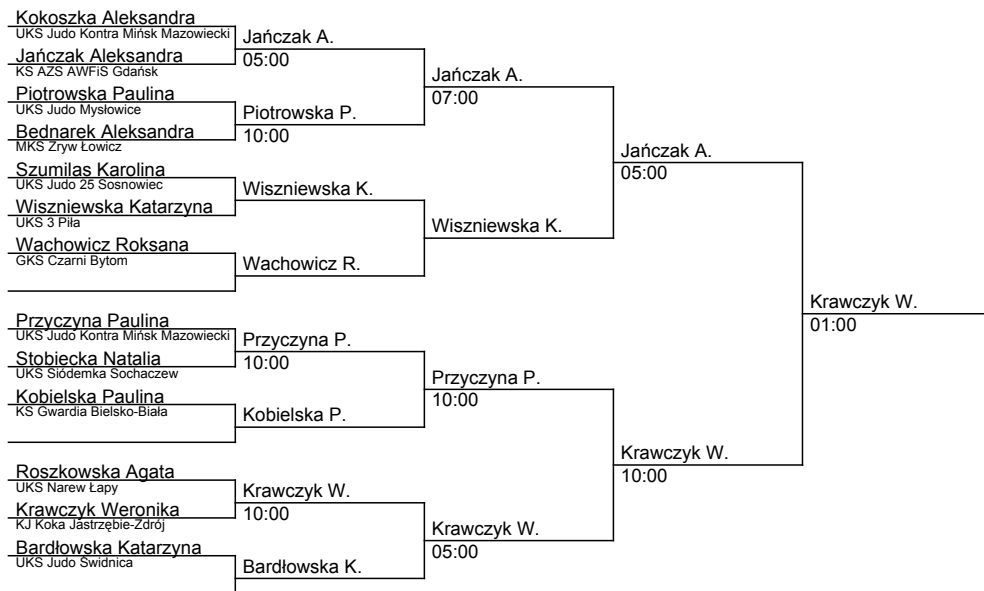 Kokoszka Aleksandra
UKS Judo Kontra Mińsk Mazowiecki
Jańczak Aleksandra
KS AZS AWFiS Gdańsk
Piotrowska Paulina
UKS Judo Mysłowice
Bednarek Aleksandra
MKS Zryw Łowicz
Szumilas Karolina
UKS Judo 25 Sosnowiec
Wiszniewska Katarzyna
UKS 3 Piła
Wachowicz Roksana
GKS Czarni Bytom
Przyczyna Paulina
UKS Judo Kontra Mińsk Mazowiecki
Stobiecka Natalia
UKS Siódemka Sochaczew
Kobielska Paulina
KS Gwardia Bielsko-Biała
Roszkowska Agata
UKS Narew Łapy
Krawczyk Weronika
KJ Koka Jastrzębie-Zdrój
Bardłowska Katarzyna
UKS Judo Świdnica
Jańczak A.
05:00
Piotrowska P.
10:00
Wiszniewska K.
Wachowicz R.
Przyczyna P.
10:00
Kobielska P.
Krawczyk W.
10:00
Bardłowska K.
Jańczak A.
07:00
Wiszniewska K.
Przyczyna P.
10:00
Krawczyk W.
05:00
Jańczak A.
05:00
Krawczyk W.
10:00
Krawczyk W.
01:00